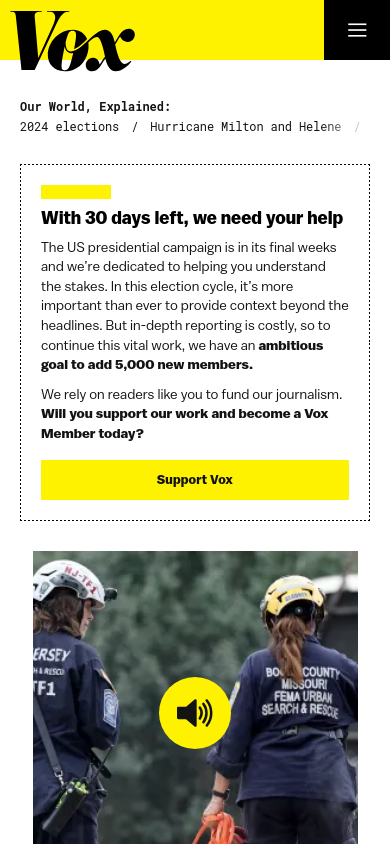 Vox
Our World, Explained:
2024 elections / Hurricane Milton and Helene /
With 30 days left, we need your help
The US presidential campaign is in its final weeks
and we're dedicated to helping you understand
the stakes. In this election cycle, it's more
important than ever to provide context beyond the
headlines. But in-depth reporting is costly, so to
continue this vital work, we have an ambitious
goal to add 5,000 new members.
We rely on readers like you to fund our journalism.
Will you support our work and become a Vox
Member today?
Support Vox
NJ-TF1
ERSEY
H & RESCU
TF1
BOONE COUNTY
MISSOURI
FEMA URBAN
SEARCH & RESCUE